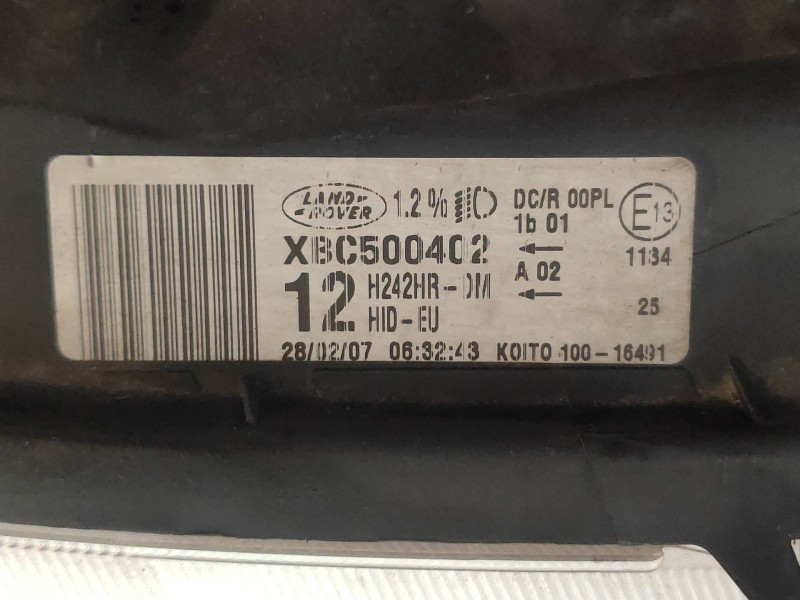 LAND ROVER 1.2% DC/R 00PL E13
1b 01
XBC500402 ← 1134
12 H242HR-DM A 02 ←
HID-EU 25
28/02/07 06:32:43 KOITO 100-16491